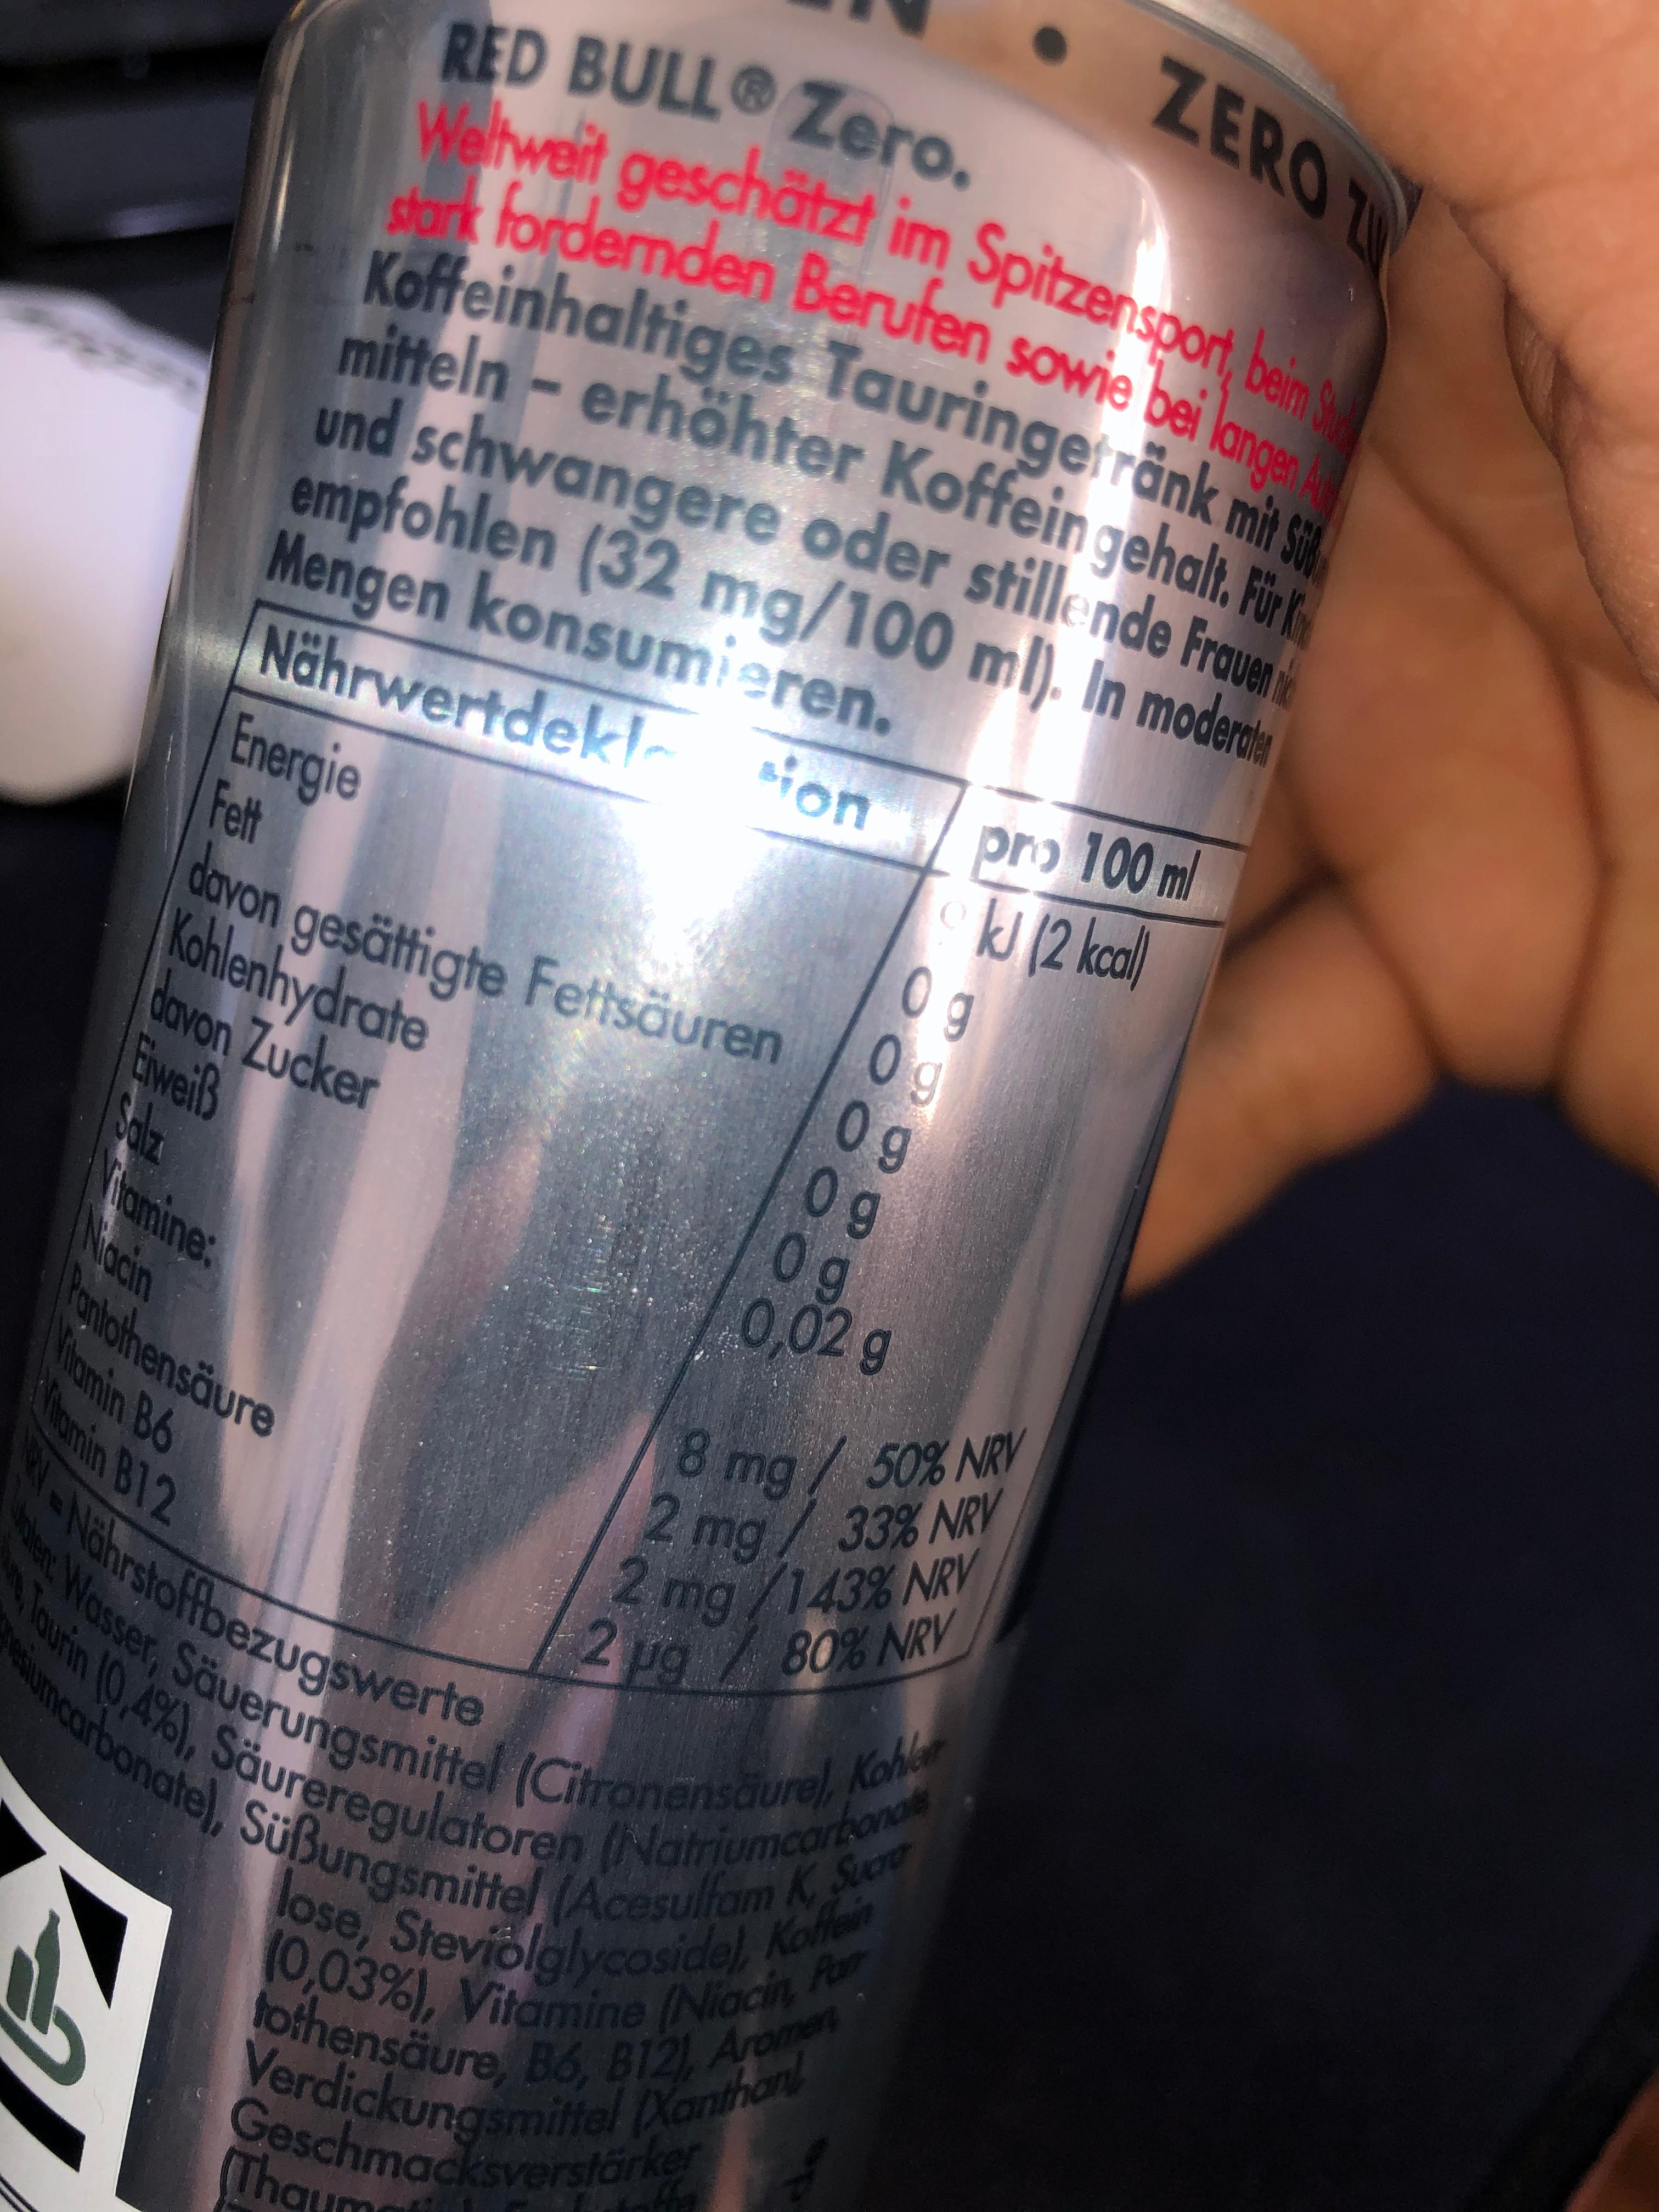 ZERO
RED BULL® Zero.
Weltweit geschätzt im Spitzensport, beim
stark fordernden Berufen sowie bei langen
Koffeinhaltiges Tauringetränk mit
mitteln – erhöhter Koffeingehalt. Für
und schwangere oder stillende Frauen
empfohlen (32 mg/100 ml). In moderaten
Mengen konsumieren.
pro 100 ml
Energie kJ (2 kcal)
Fett 0 g
davon gesättigte Fettsäuren 0 g
Kohlenhydrate 0 g
davon Zucker 0 g
Eiweiß 0 g
Salz 0,02 g
Vitamine:
Niacin 8 mg / 50% NRV
Pantothensäure 2 mg / 33% NRV
Vitamin B6 2 mg /143% NRV
Vitamin B12 2 µg / 80% NRV
NRV = Nährstoffbezugswerte
Wasser, Säuerungsmittel (Citronensäure), Kohlen-
Taurin (0,4%), Säureregulatoren (Natriumcarbonate,
Süßungsmittel (Acesulfam K, Sucra-
lose, Steviolglycoside), Koffein
(0,03%), Vitamine (Niacin, Pan-
tothensäure, B6, B12), Aromen,
Verdickungsmittel (Xanthan),
Geschmacksverstärker